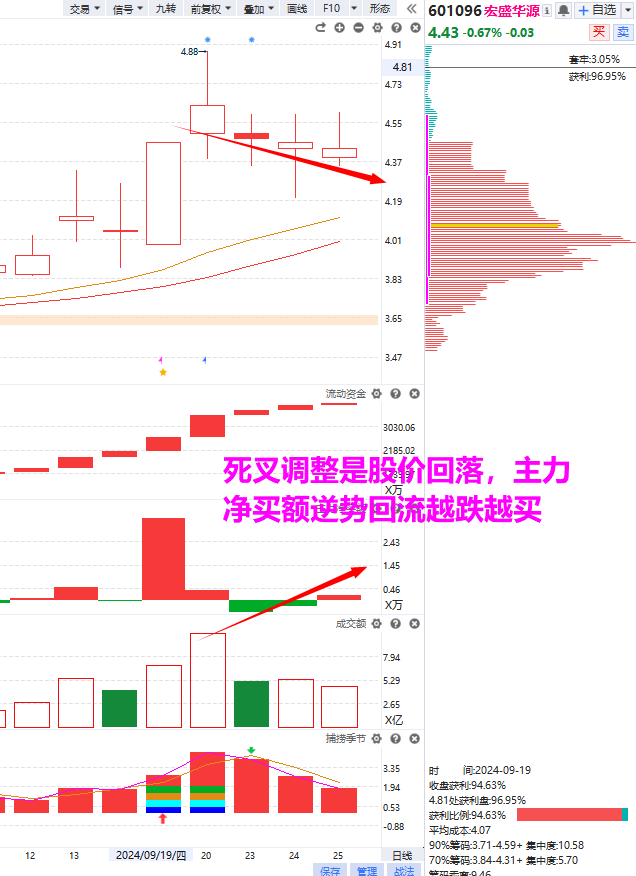 交易 信号 九转 前复权 叠加 画线 F10 形态
601096 宏盛华源
自选
4.43 -0.67% -0.03
买 卖
套牢:3.05%
获利:96.95%
4.88
4.91
4.81
4.73
4.55
4.37
4.19
4.01
3.83
3.65
3.47
流动资金
3030.06
2185.02
X万
死叉调整是股价回落，主力
净买额逆势回流越跌越买
2.43
1.45
0.46
X万
成交额
7.94
5.29
2.65
X亿
捕捞季节
3.35
1.94
0.53
-0.88
12 13 2024/09/19/四 20 23 24 25 日线
保存 管理 战法
时 间:2024-09-19
收盘获利:94.63%
4.81处获利盘:96.95%
获利比例:94.63%
平均成本:4.07
90%筹码:3.71-4.59 集中度:10.58
70%筹码:3.84-4.31 集中度:5.70